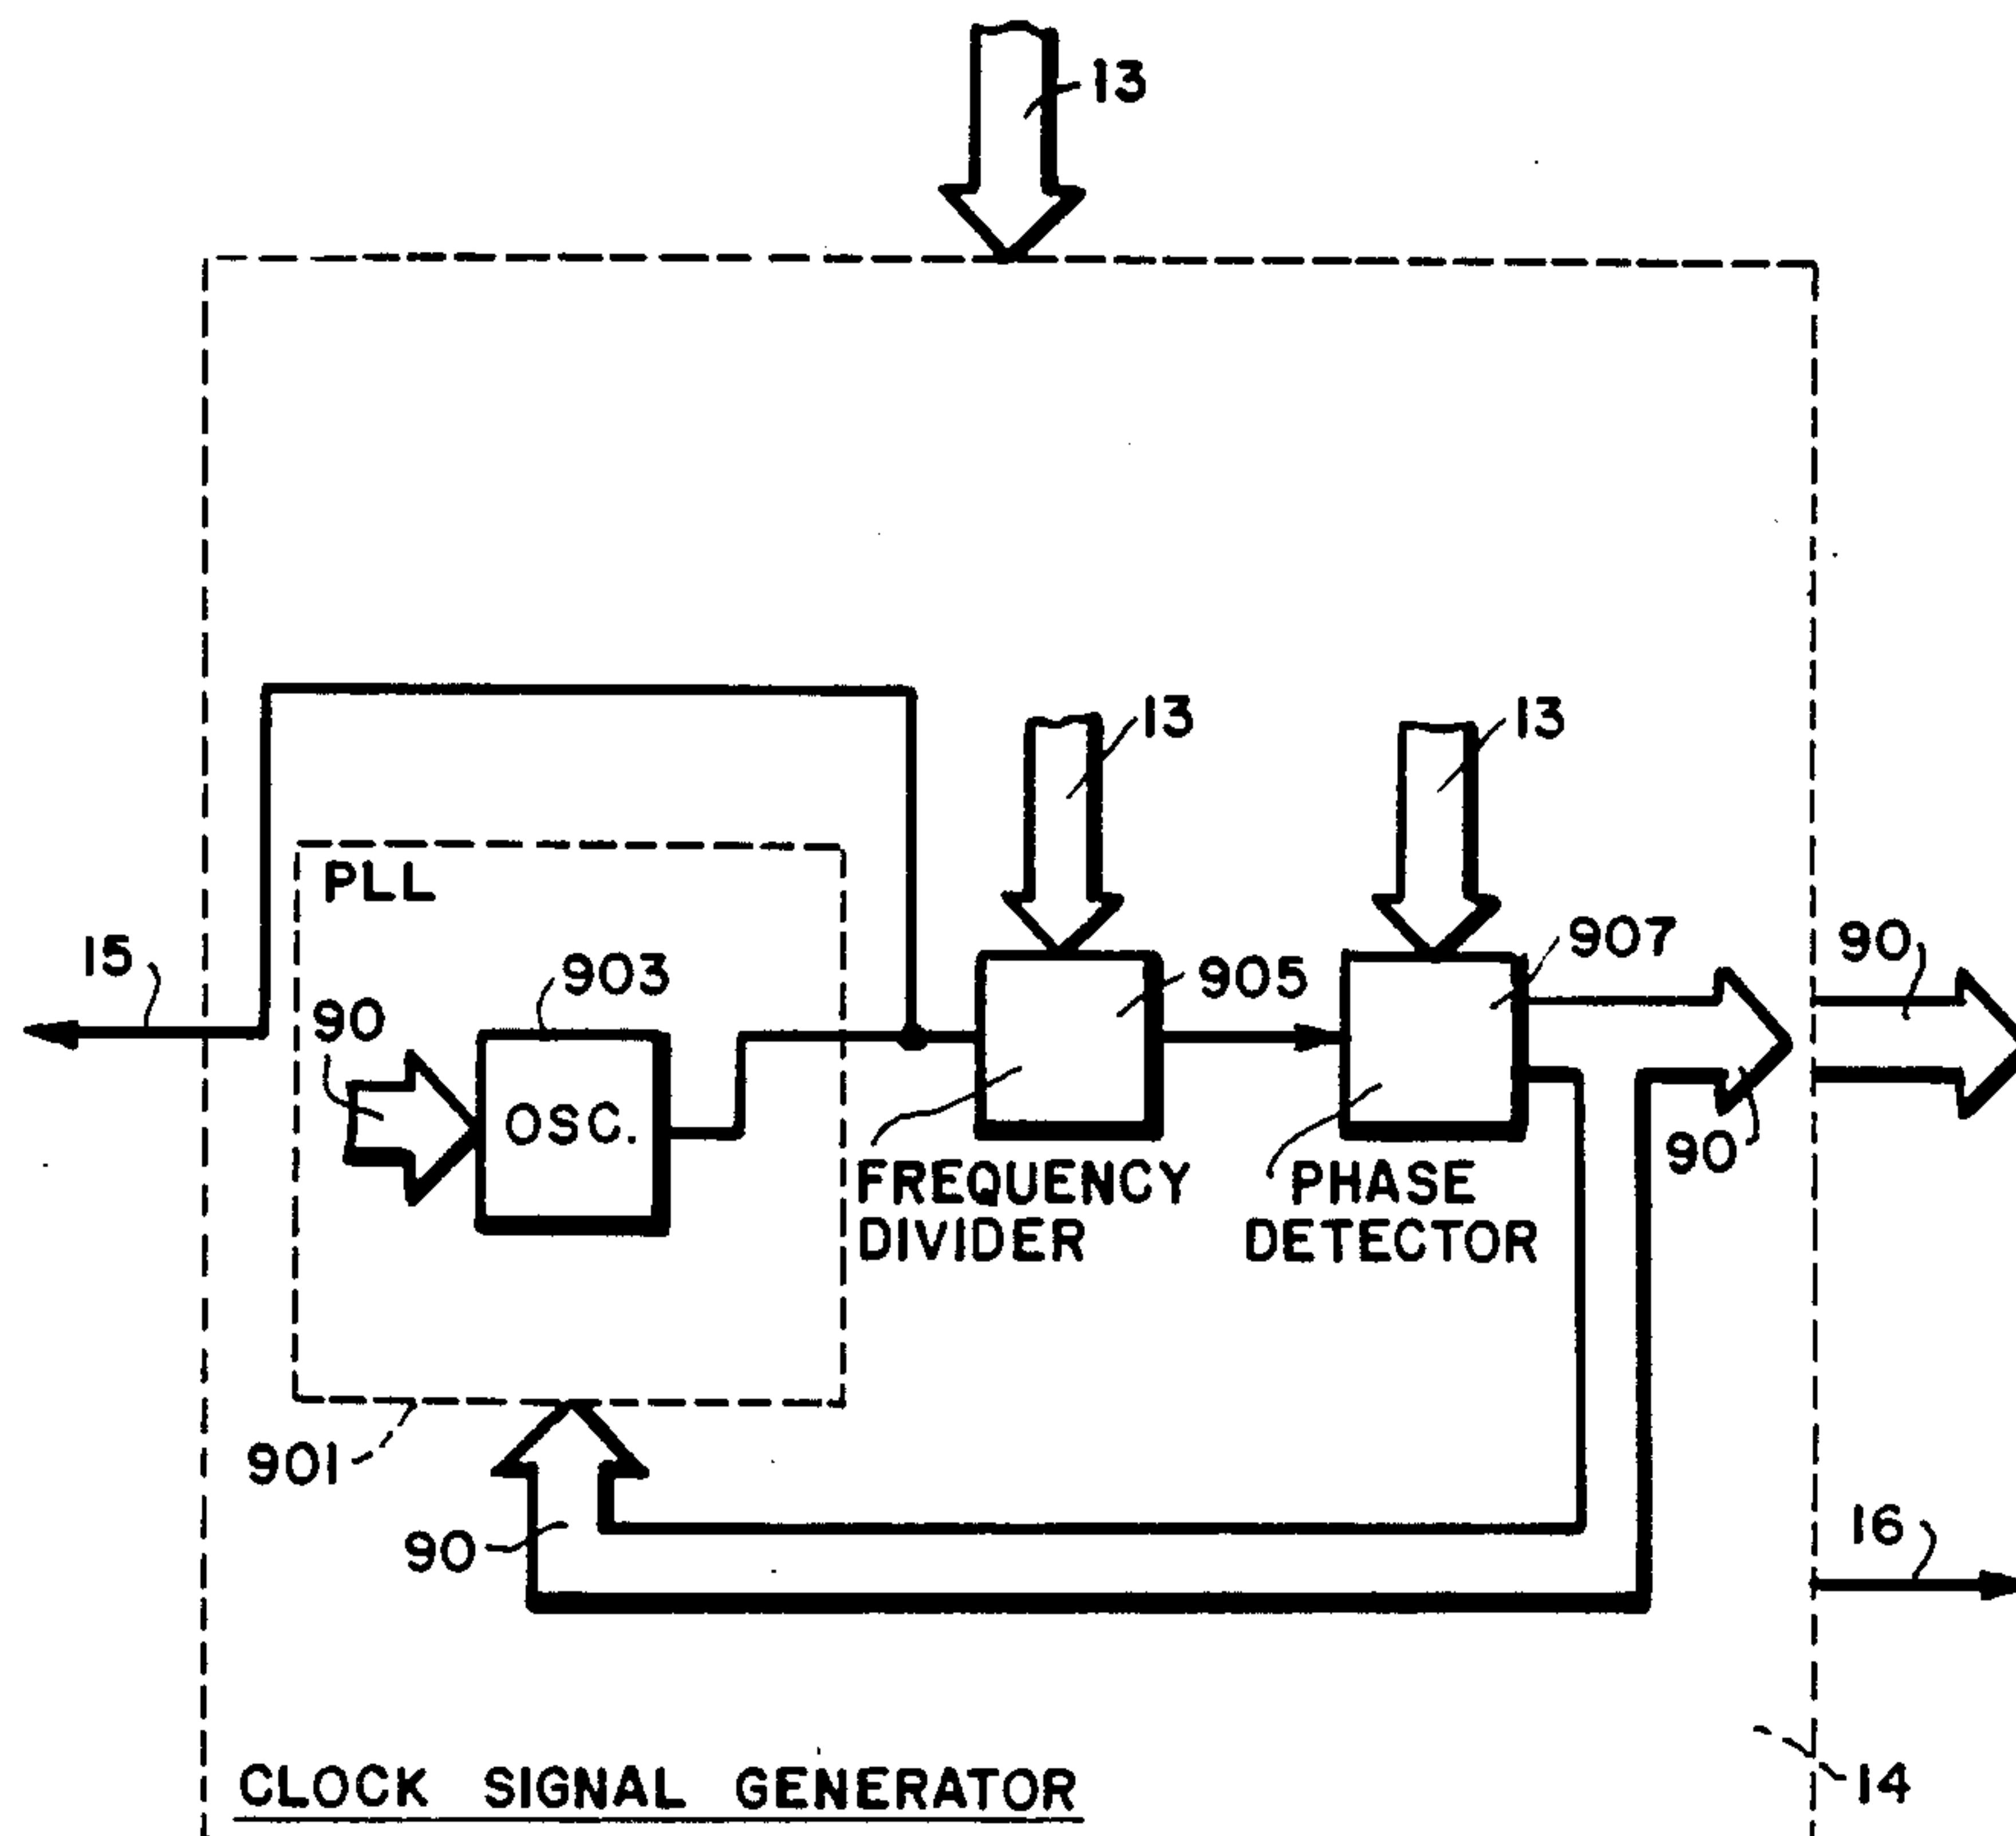 13
13
13
PLL
907
90
15
903
905
90
OSC.
90
FREQUENCY
DIVIDER
PHASE
DETECTOR
901
90
16
CLOCK SIGNAL GENERATOR
14